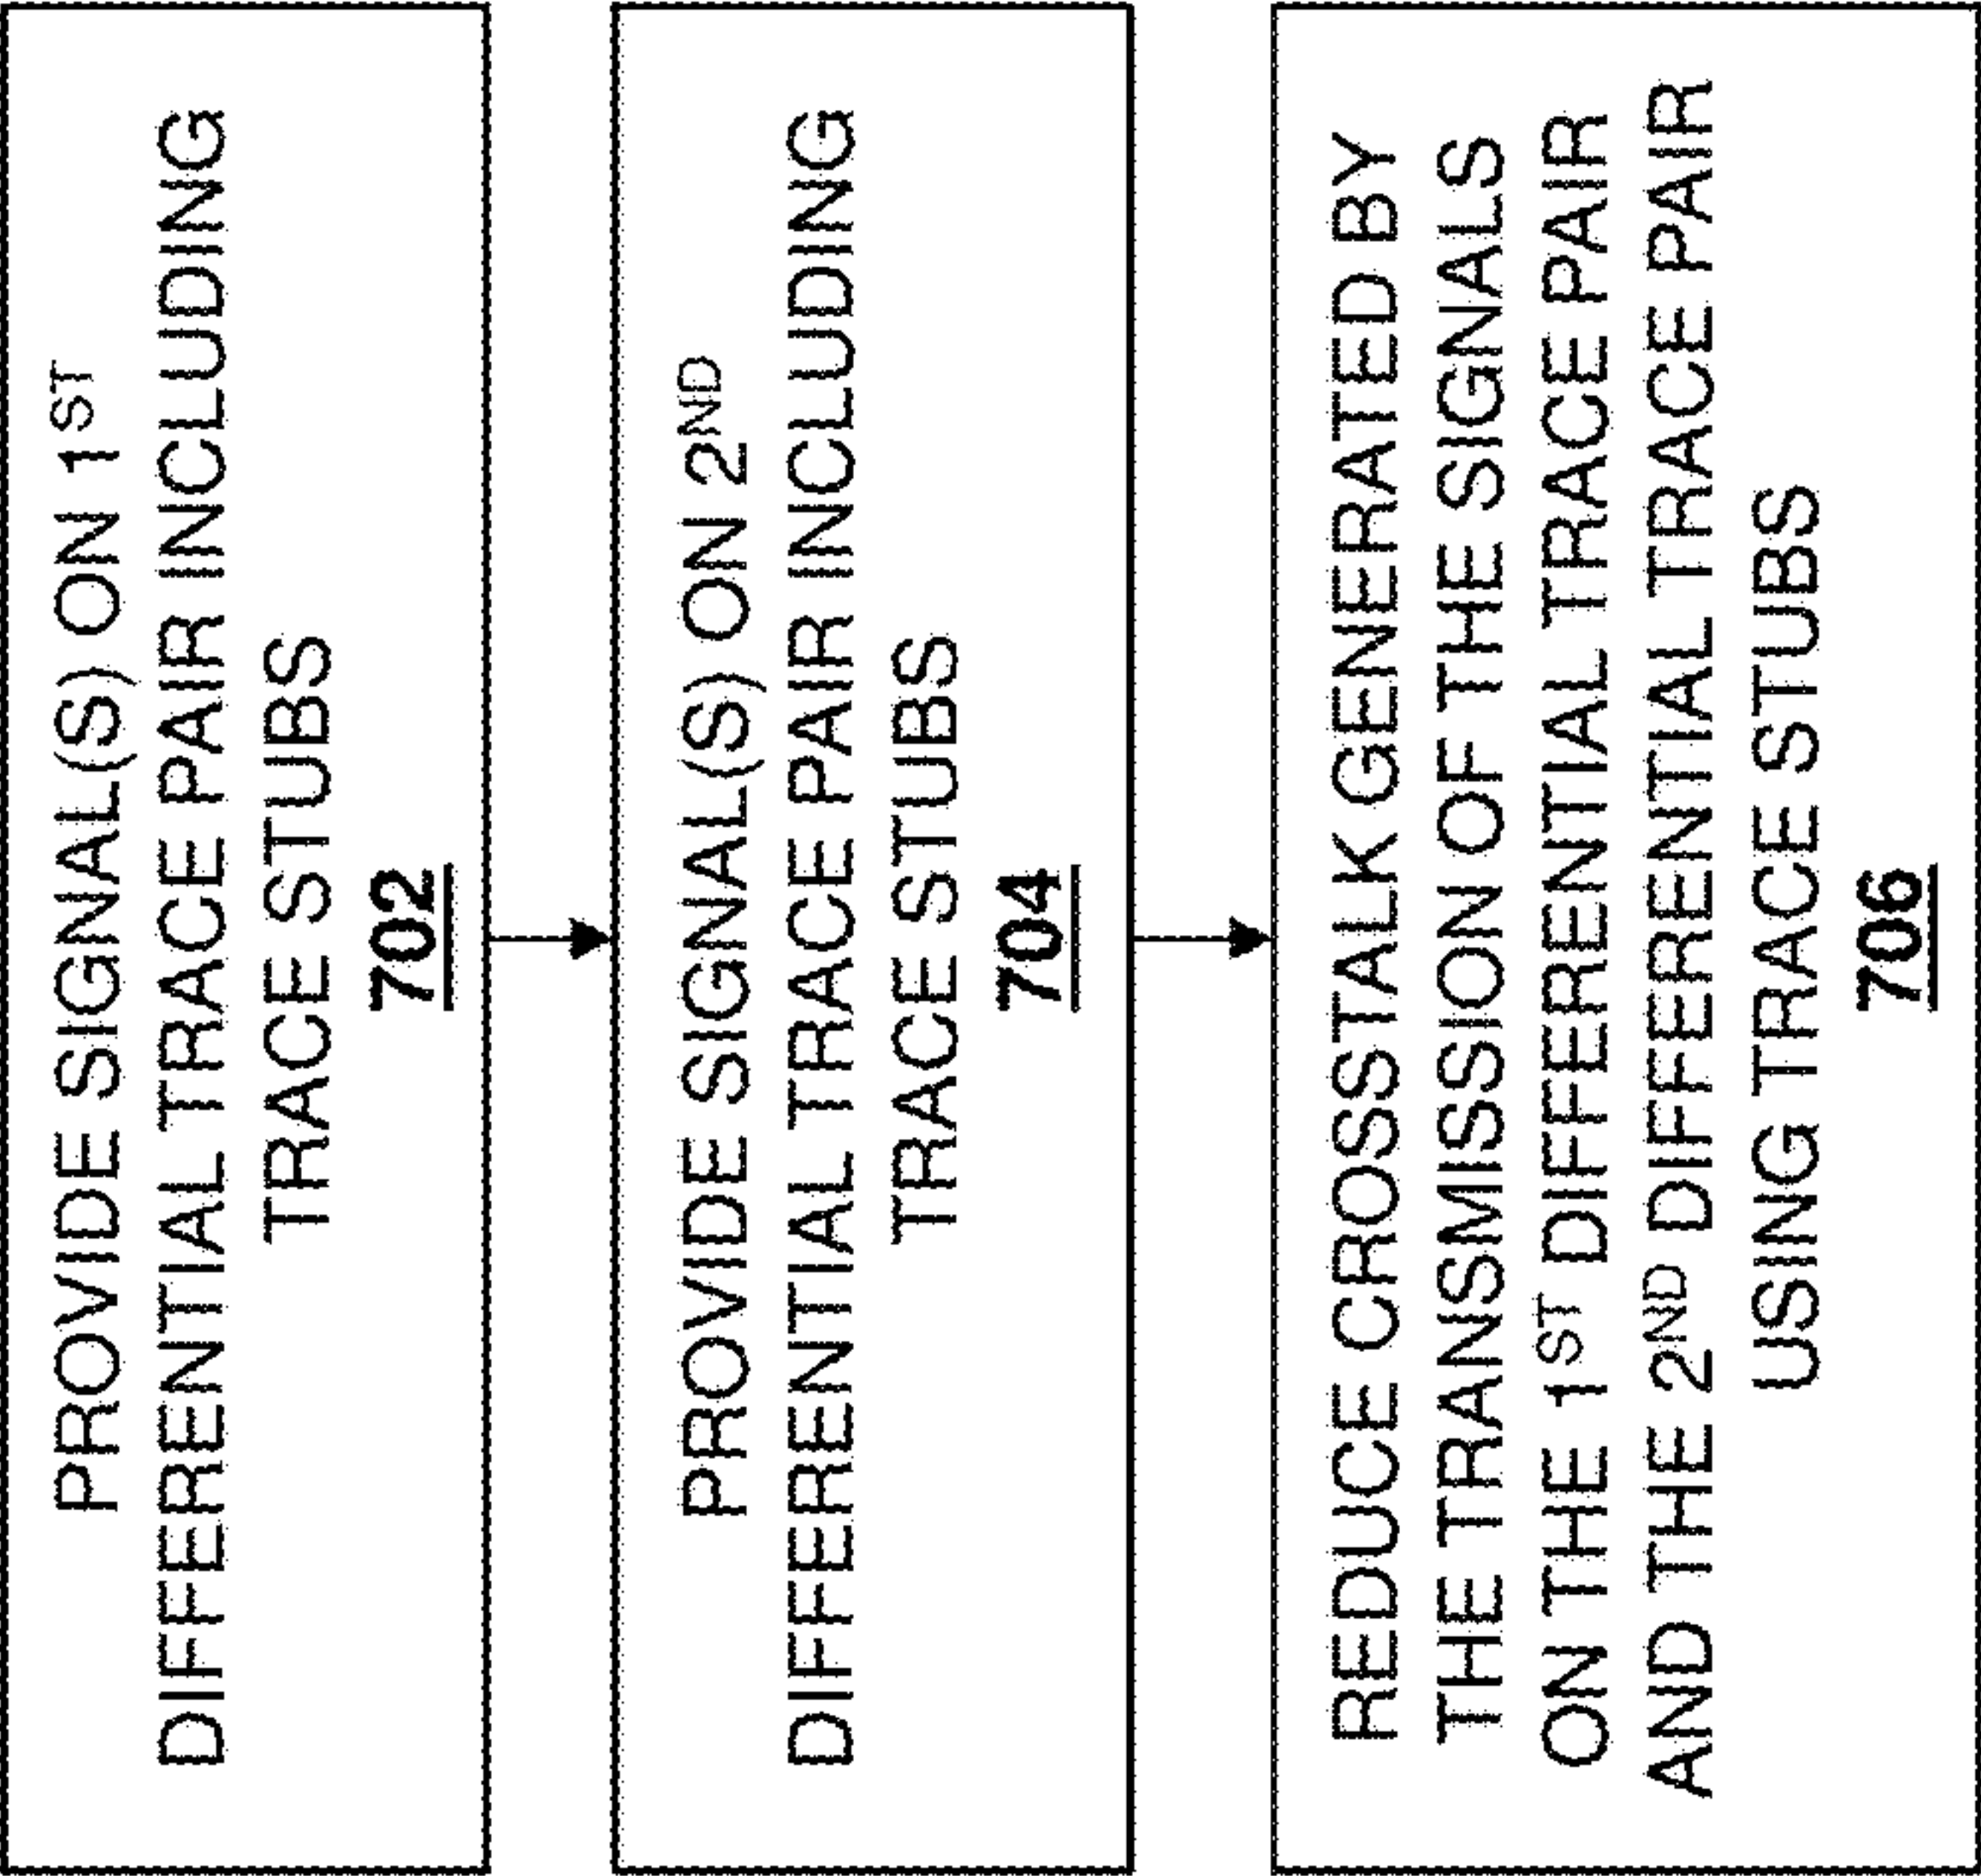 PROVIDE SIGNAL(S) ON 1ST
DIFFERENTIAL TRACE PAIR INCLUDING
TRACE STUBS
702
PROVIDE SIGNAL(S) ON 2ND
DIFFERENTIAL TRACE PAIR INCLUDING
TRACE STUBS
704
REDUCE CROSSTALK GENERATED BY
THE TRANSMISSION OF THE SIGNALS
ON THE 1ST DIFFERENTIAL TRACE PAIR
AND THE 2ND DIFFERENTIAL TRACE PAIR
USING TRACE STUBS
706